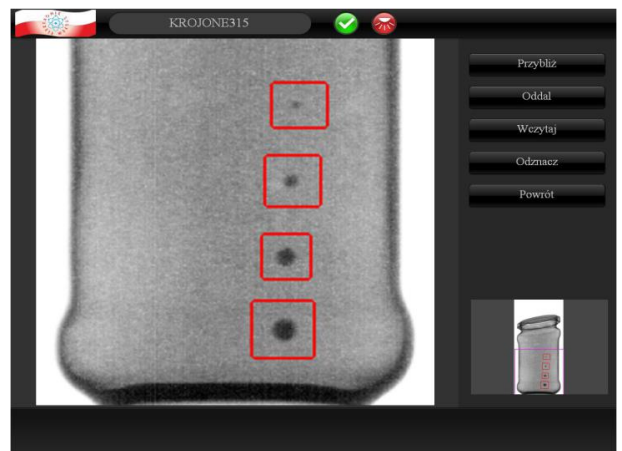 KROJONE315
Przybliż
Oddal
Wczytaj
Odznacz
Powrót